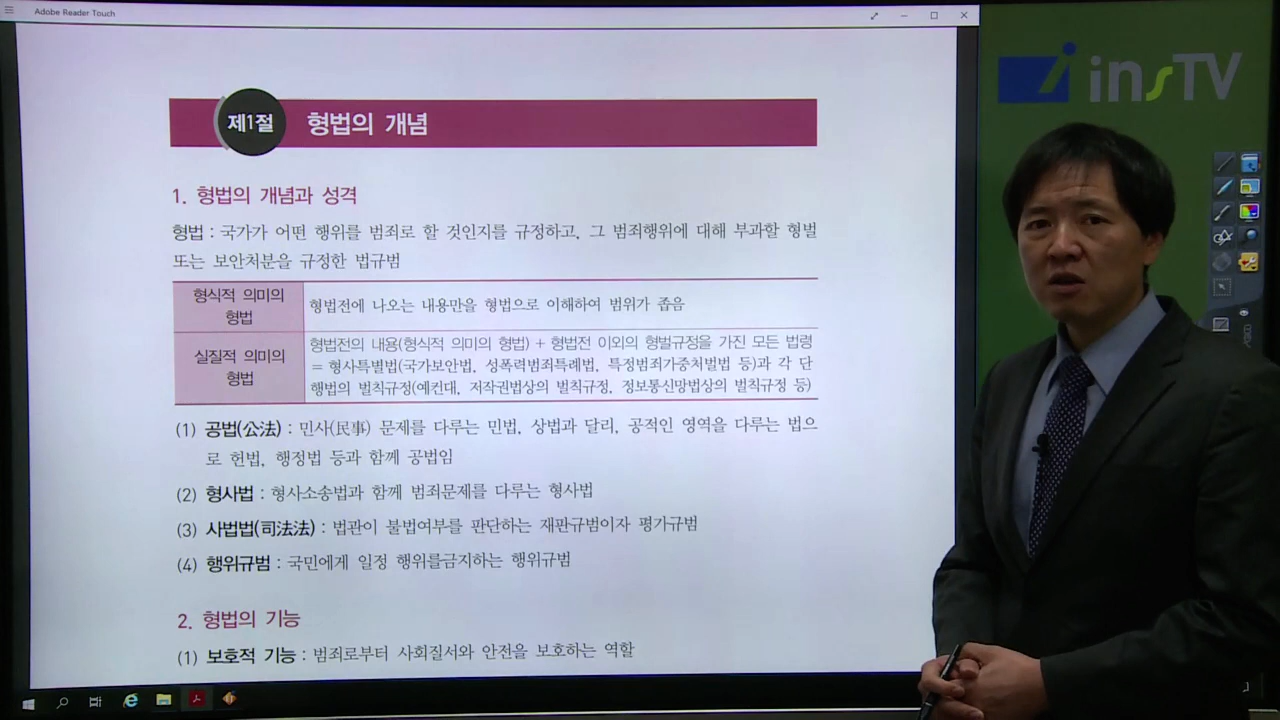 Adobe Reader Touch
insTV
제1절 형법의 개념
1. 형법의 개념과 성격
형법 : 국가가 어떤 행위를 범죄로 할 것인지를 규정하고, 그 범죄행위에 대해 부과할 형벌
또는 보안처분을 규정한 법규범
형식적 의미의
형법
형법전에 나오는 내용만을 형법으로 이해하여 범위가 좁음
실질적 의미의
형법
형법전의 내용(형식적 의미의 형법) + 형법전 이외의 형벌규정을 가진 모든 법령
= 형사특별법(국가보안법, 성폭력범죄특례법, 특정범죄가중처벌법 등)과 각 단
행법의 벌칙규정(예컨대, 저작권법상의 벌칙규정, 정보통신망법상의 벌칙규정 등)
(1) 공법(公法) : 민사(民事) 문제를 다루는 민법, 상법과 달리, 공적인 영역을 다루는 법으
로 헌법, 행정법 등과 함께 공법임
(2) 형사법 : 형사소송법과 함께 범죄문제를 다루는 형사법
(3) 사법법(司法法) : 법관이 불법여부를 판단하는 재판규범이자 평가규범
(4) 행위규범 : 국민에게 일정 행위를금지하는 행위규범
2. 형법의 기능
(1) 보호적 기능 : 범죄로부터 사회질서와 안전을 보호하는 역할